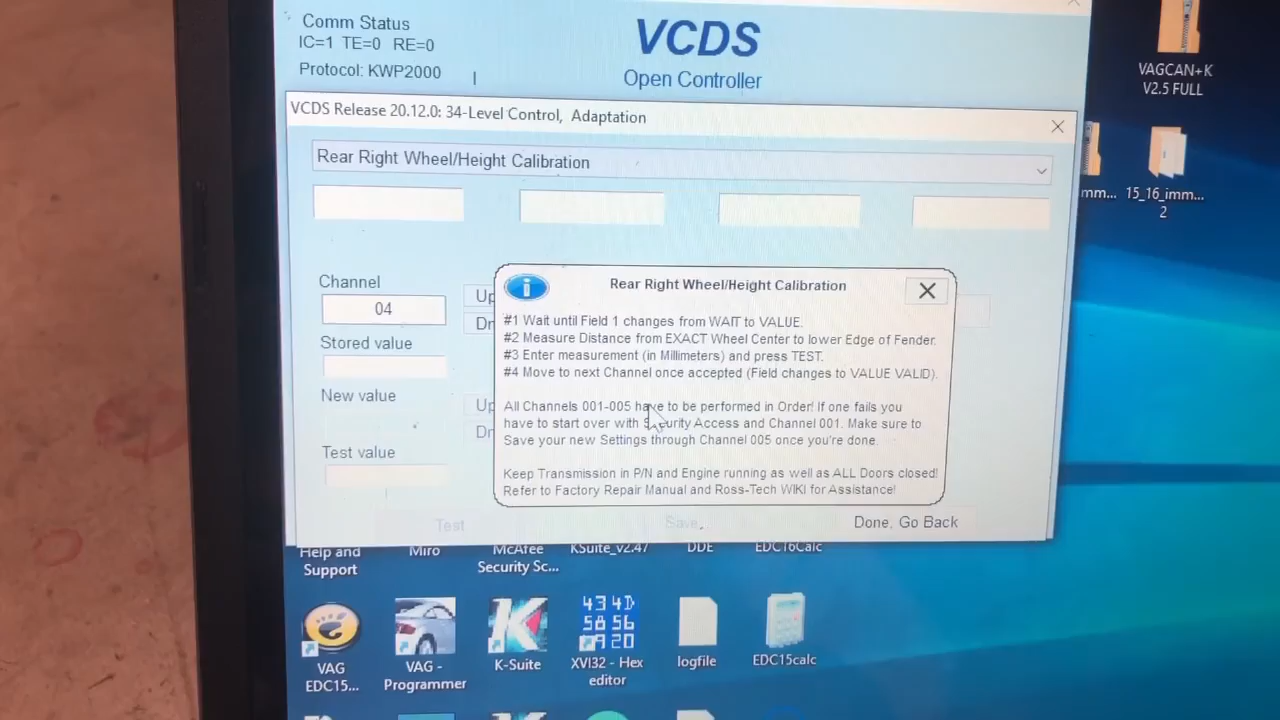 Comm Status
IC=1 TE=0 RE=0
Protocol: KWP2000
VCDS
Open Controller
VAGCAN+K
V2.5 FULL
VCDS Release 20.12.0: 34-Level Control, Adaptation
Rear Right Wheel/Height Calibration
mm...
15_16_imm...
2
Channel
04
Up
Dn
Stored value
New value
Up
Dn
Test value
Rear Right Wheel/Height Calibration
#1 Wait until Field 1 changes from WAIT to VALUE.
#2 Measure Distance from EXACT Wheel Center to lower Edge of Fender.
#3 Enter measurement (in Millimeters) and press TEST.
#4 Move to next Channel once accepted (Field changes to VALUE VALID).
All Channels 001-005 have to be performed in Order! If one fails you
have to start over with Security Access and Channel 001. Make sure to
Save your new Settings through Channel 005 once you're done.
Keep Transmission in P/N and Engine running as well as ALL Doors closed!
Refer to Factory Repair Manual and Ross-Tech WIKI for Assistance!
Test
Save
Done, Go Back
Help and
Support
Miro
McAfee
Security Sc...
KSuite_v2.47
DDE
EDC16Calc
VAG
EDC15...
VAG -
Programmer
K-Suite
434D
5856
6920
XVI32 - Hex
editor
logfile
EDC15calc